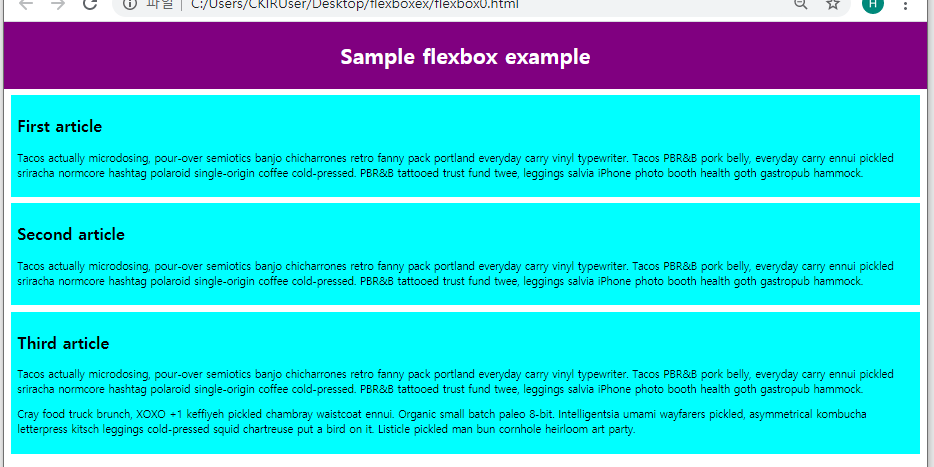 파일
C:/Users/CKIRUser/Desktop/flexboxex/flexbox0.html
H
Sample flexbox example
First article
Tacos actually microdosing, pour-over semiotics banjo chicharrones retro fanny pack portland everyday carry vinyl typewriter. Tacos PBR&B pork belly, everyday carry ennui pickled
sriracha normcore hashtag polaroid single-origin coffee cold-pressed. PBR&B tattooed trust fund twee, leggings salvia iPhone photo booth health goth gastropub hammock.
Second article
Tacos actually microdosing, pour-over semiotics banjo chicharrones retro fanny pack portland everyday carry vinyl typewriter. Tacos PBR&B pork belly, everyday carry ennui pickled
sriracha normcore hashtag polaroid single-origin coffee cold-pressed. PBR&B tattooed trust fund twee, leggings salvia iPhone photo booth health goth gastropub hammock.
Third article
Tacos actually microdosing, pour-over semiotics banjo chicharrones retro fanny pack portland everyday carry vinyl typewriter. Tacos PBR&B pork belly, everyday carry ennui pickled
sriracha normcore hashtag polaroid single-origin coffee cold-pressed. PBR&B tattooed trust fund twee, leggings salvia iPhone photo booth health goth gastropub hammock.
Cray food truck brunch, XOXO +1 keffiyeh pickled chambray waistcoat ennui. Organic small batch paleo 8-bit. Intelligentsia umami wayfarers pickled, asymmetrical kombucha
letterpress kitsch leggings cold-pressed squid chartreuse put a bird on it. Listicle pickled man bun cornhole heirloom art party.